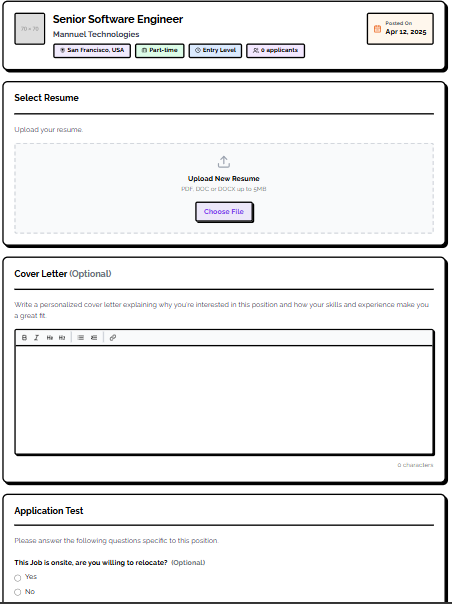 70 x 70
Senior Software Engineer
Mannuel Technologies
San Francisco, USA
Part-time
Entry Level
0 applicants
Posted On
Apr 12, 2025
Select Resume
Upload your resume
Upload New Resume
PDF, DOC or DOCX up to 5MB
Choose File
Cover Letter (Optional)
Write a personalized cover letter explaining why you're interested in this position and how your skills and experience make you
a great fit.
B I H1 H2
0 characters
Application Test
Please answer the following questions specific to this position.
This Job is onsite, are you willing to relocate? (Optional)
Yes
No